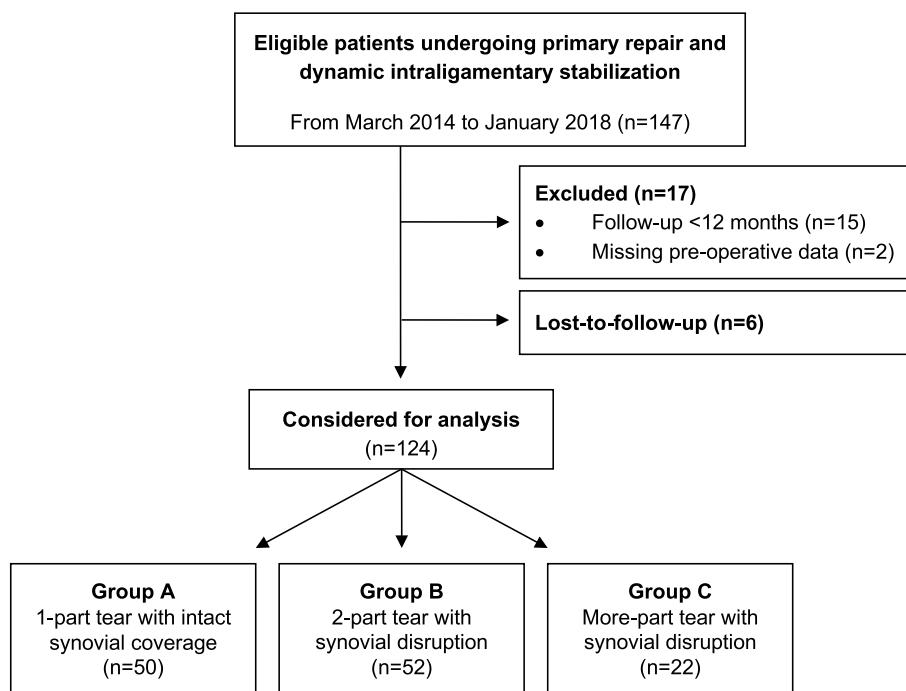 Eligible patients undergoing primary repair and
dynamic intraligamentary stabilization
From March 2014 to January 2018 (n=147)
Excluded (n=17)
• Follow-up <12 months (n=15)
• Missing pre-operative data (n=2)
Lost-to-follow-up (n=6)
Considered for analysis
(n=124)
Group A
1-part tear with intact
synovial coverage
(n=50)
Group B
2-part tear with
synovial disruption
(n=52)
Group C
More-part tear with
synovial disruption
(n=22)